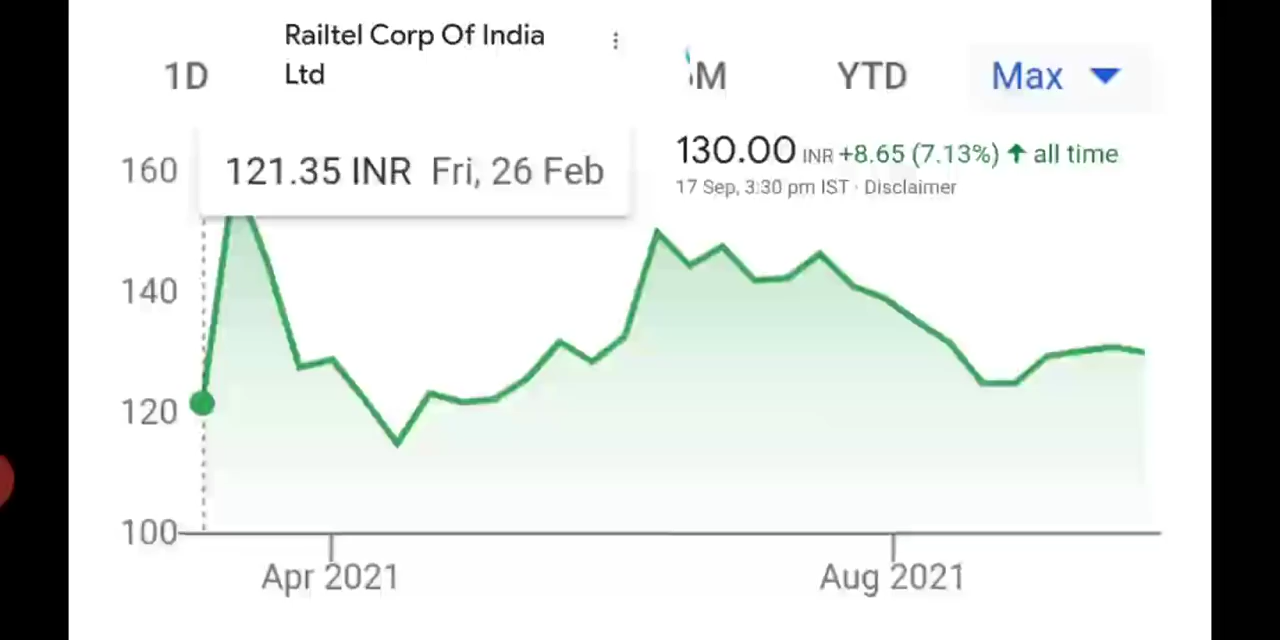 Railtel Corp Of India
Ltd
1D
M
YTD
Max
130.00 INR +8.65 (7.13%) ↑ all time
17 Sep, 3:30 pm IST · Disclaimer
121.35 INR Fri, 26 Feb
160
140
120
100
Apr 2021
Aug 2021